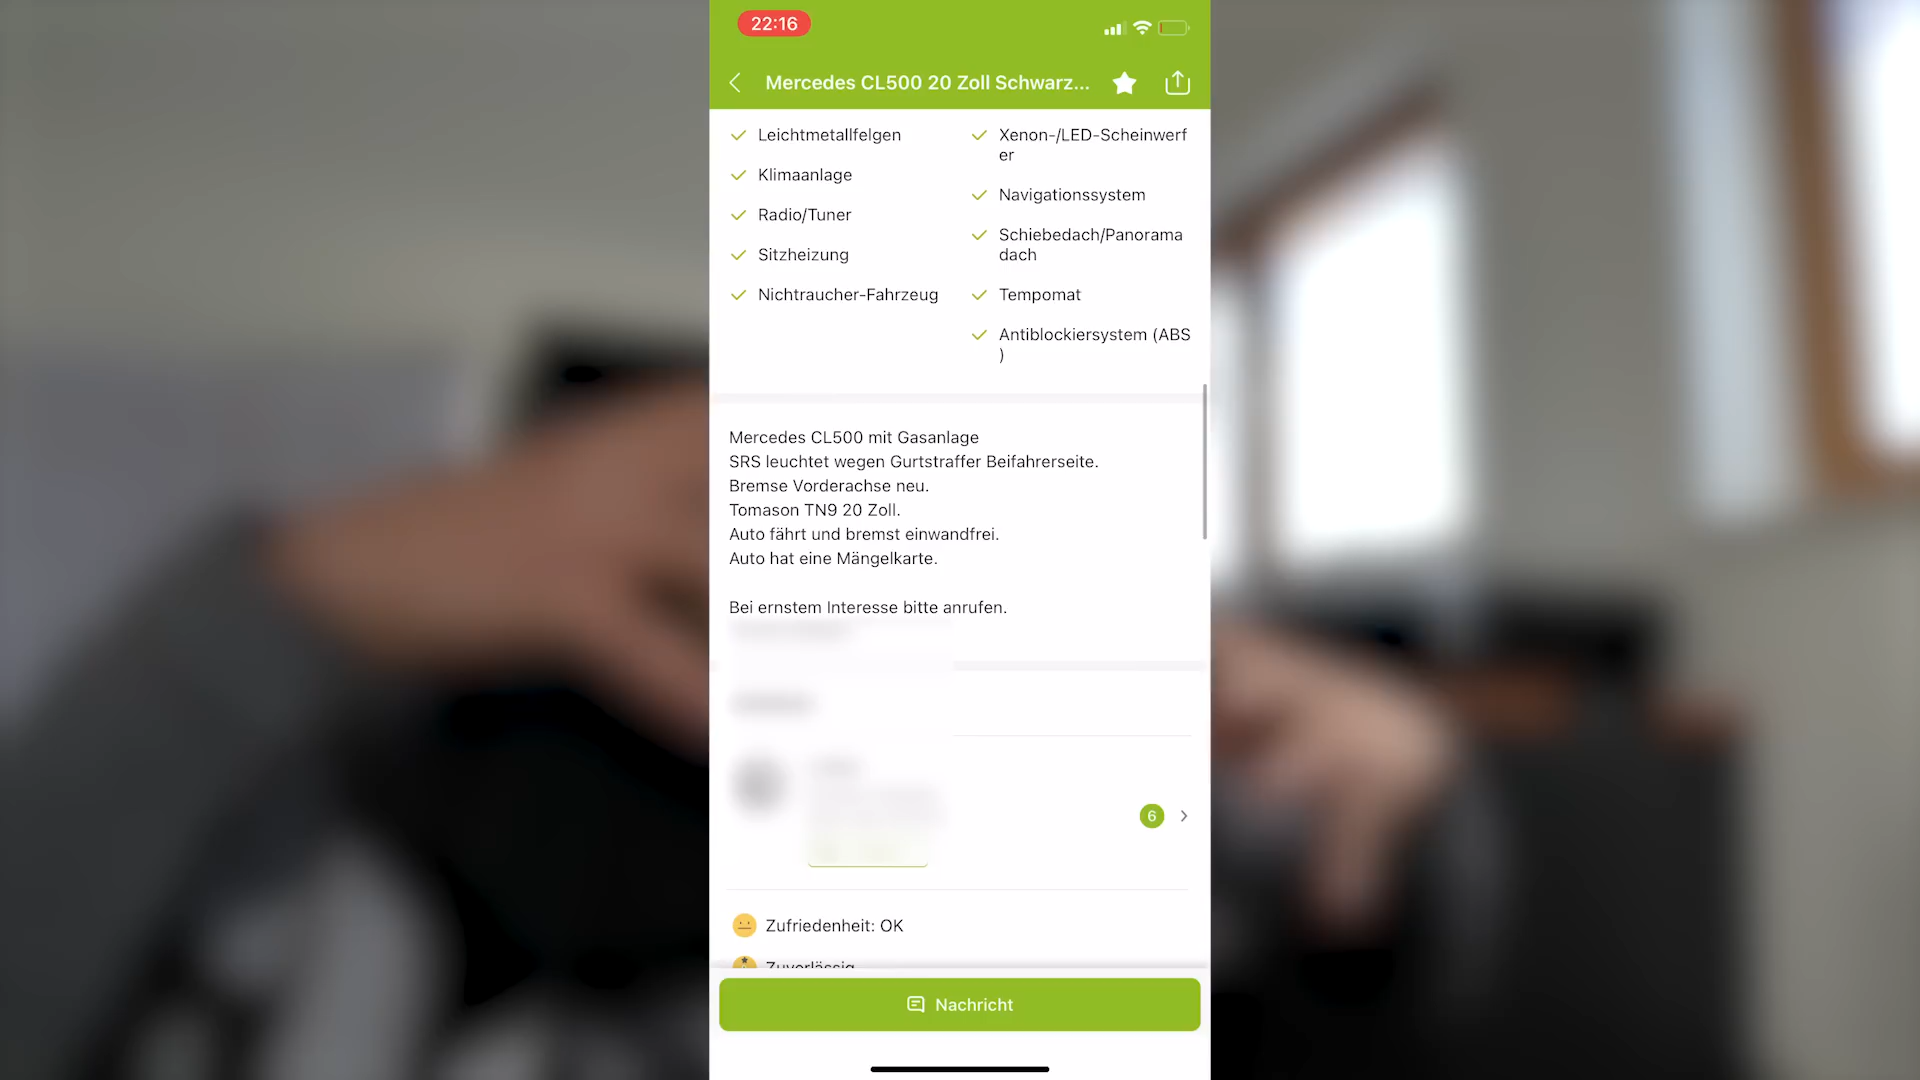 22:16
Mercedes CL500 20 Zoll Schwarz...
Leichtmetallfelgen
Klimaanlage
Radio/Tuner
Sitzheizung
Nichtraucher-Fahrzeug
Xenon-/LED-Scheinwerf
er
Navigationssystem
Schiebedach/Panorama
dach
Tempomat
Antiblockiersystem (ABS
)
Mercedes CL500 mit Gasanlage
SRS leuchtet wegen Gurtstraffer Beifahrerseite.
Bremse Vorderachse neu.
Tomason TN9 20 Zoll.
Auto fährt und bremst einwandfrei.
Auto hat eine Mängelkarte.
Bei ernstem Interesse bitte anrufen.
6
Zufriedenheit: OK
Zuverlässig
Nachricht